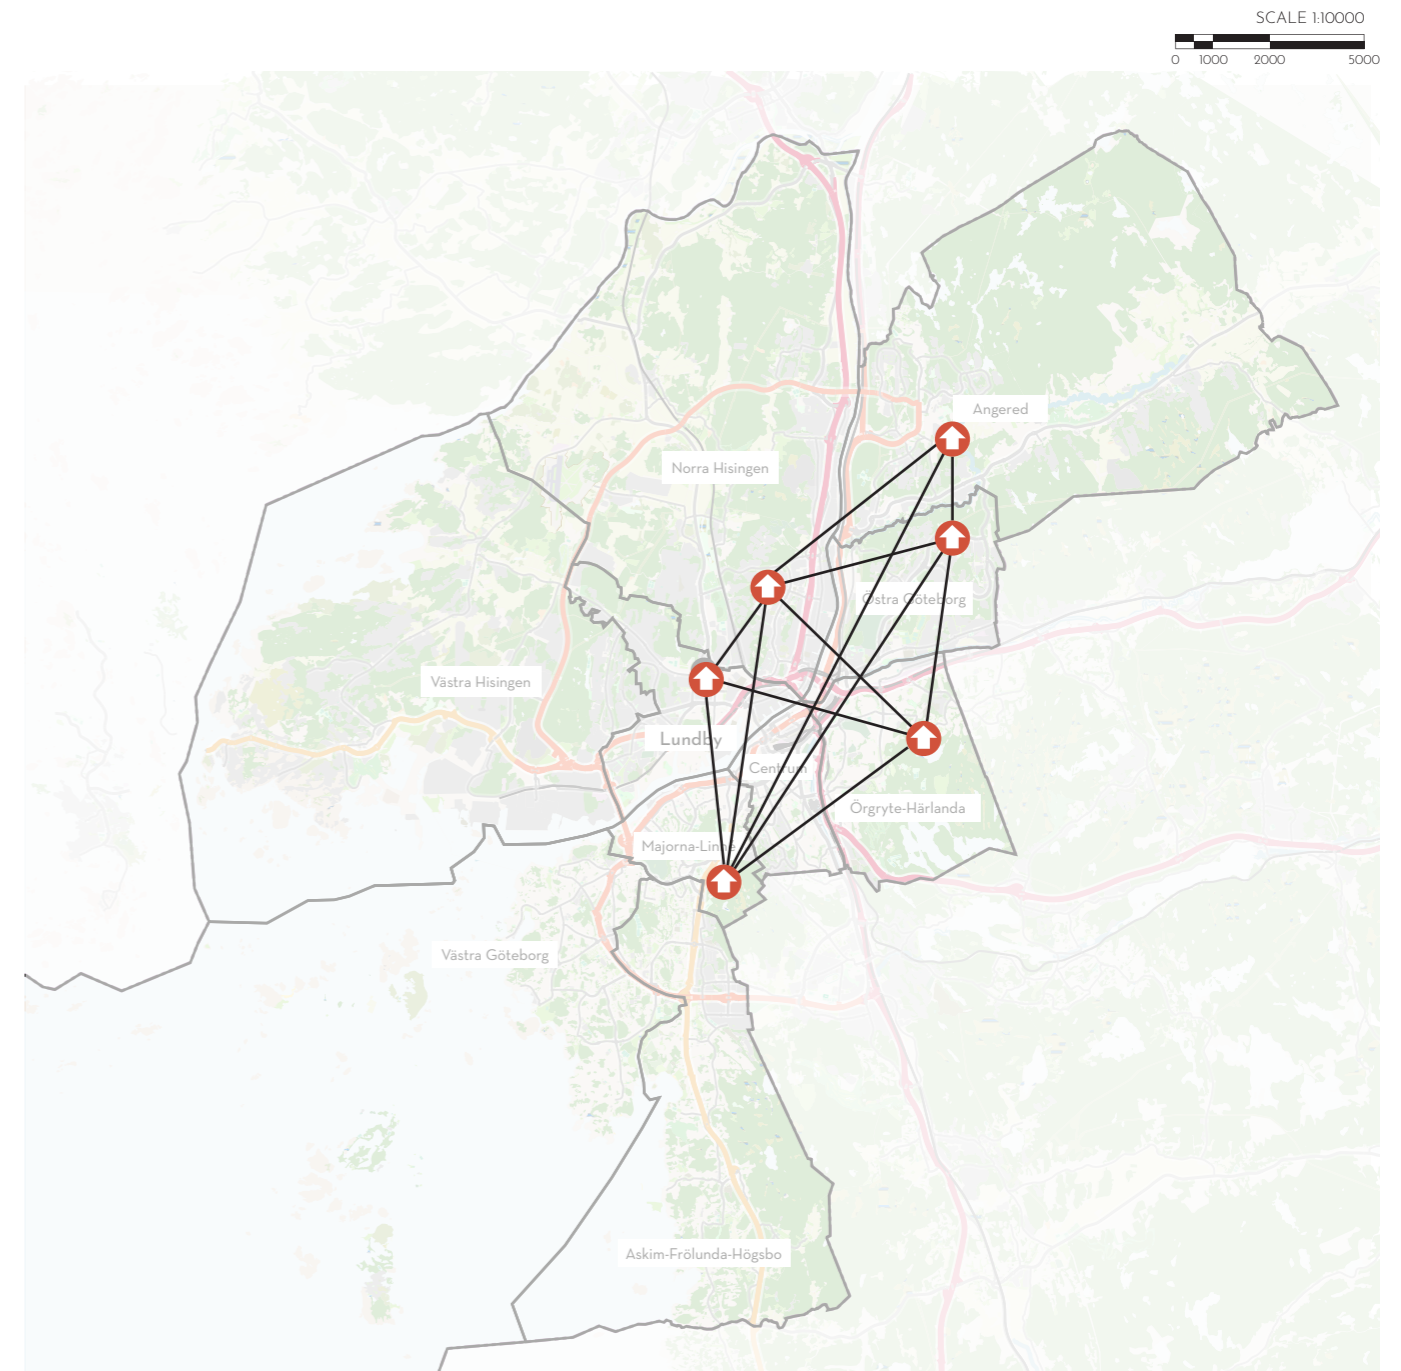 SCALE 1:10000
0 1000 2000 5000
Angered
Norra Hisingen
Östra Göteborg
Västra Hisingen
Lundby
Centrum
Örgryte-Härlanda
Majorna-Linné
Västra Göteborg
Askim-Frölunda-Högsbo